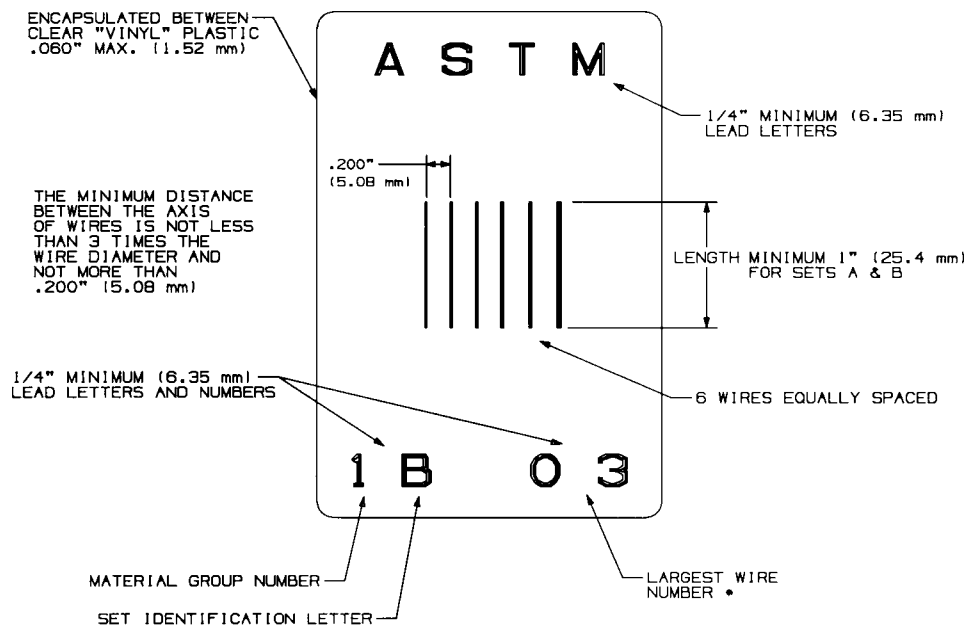 ENCAPSULATED BETWEEN
CLEAR "VINYL" PLASTIC
.060" MAX. (1.52 mm)
A S T M
1/4" MINIMUM (6.35 mm)
LEAD LETTERS
.200"
(5.08 mm)
THE MINIMUM DISTANCE
BETWEEN THE AXIS
OF WIRES IS NOT LESS
THAN 3 TIMES THE
WIRE DIAMETER AND
NOT MORE THAN
.200" (5.08 mm)
LENGTH MINIMUM 1" (25.4 mm)
FOR SETS A & B
1/4" MINIMUM (6.35 mm)
LEAD LETTERS AND NUMBERS
6 WIRES EQUALLY SPACED
1 B 0 3
MATERIAL GROUP NUMBER
SET IDENTIFICATION LETTER
LARGEST WIRE
NUMBER •